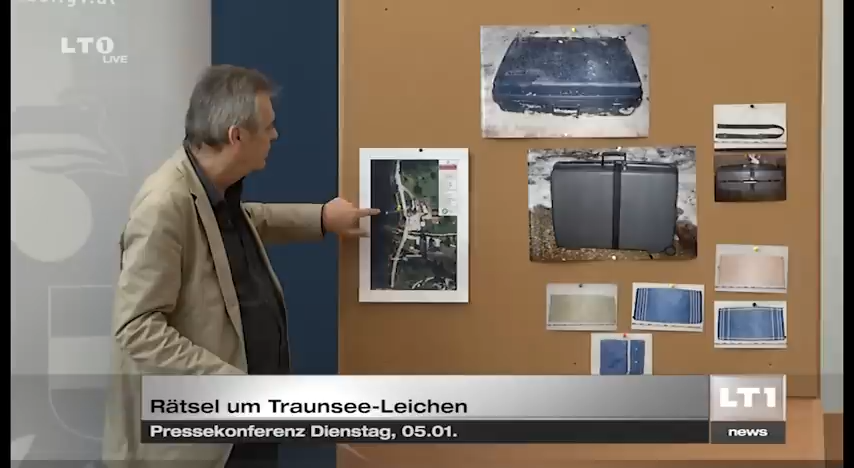 LT1
LIVE
Rätsel um Traunsee-Leichen
Pressekonferenz Dienstag, 05.01.
LT1
news